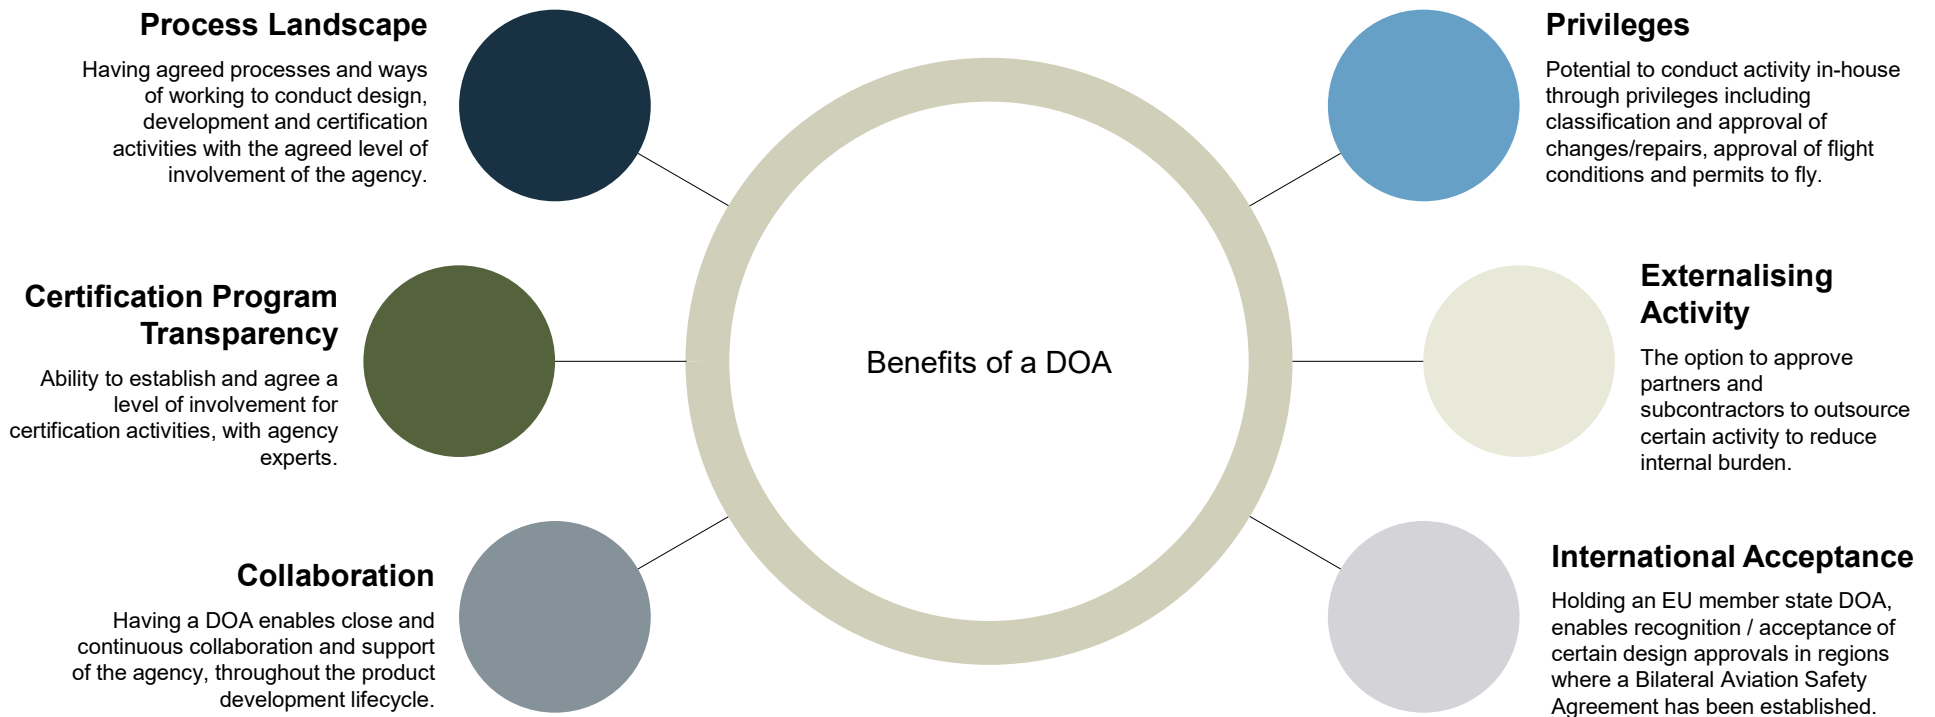 Process Landscape
Having agreed processes and ways
of working to conduct design,
development and certification
activities with the agreed level of
involvement of the agency.
Certification Program
Transparency
Ability to establish and agree a
level of involvement for
certification activities, with agency
experts.
Collaboration
Having a DOA enables close and
continuous collaboration and support
of the agency, throughout the product
development lifecycle.
Benefits of a DOA
Privileges
Potential to conduct activity in-house
through privileges including
classification and approval of
changes/repairs, approval of flight
conditions and permits to fly.
Externalising
Activity
The option to approve
partners and
subcontractors to outsource
certain activity to reduce
internal burden.
International Acceptance
Holding an EU member state DOA,
enables recognition / acceptance of
certain design approvals in regions
where a Bilateral Aviation Safety
Agreement has been established.